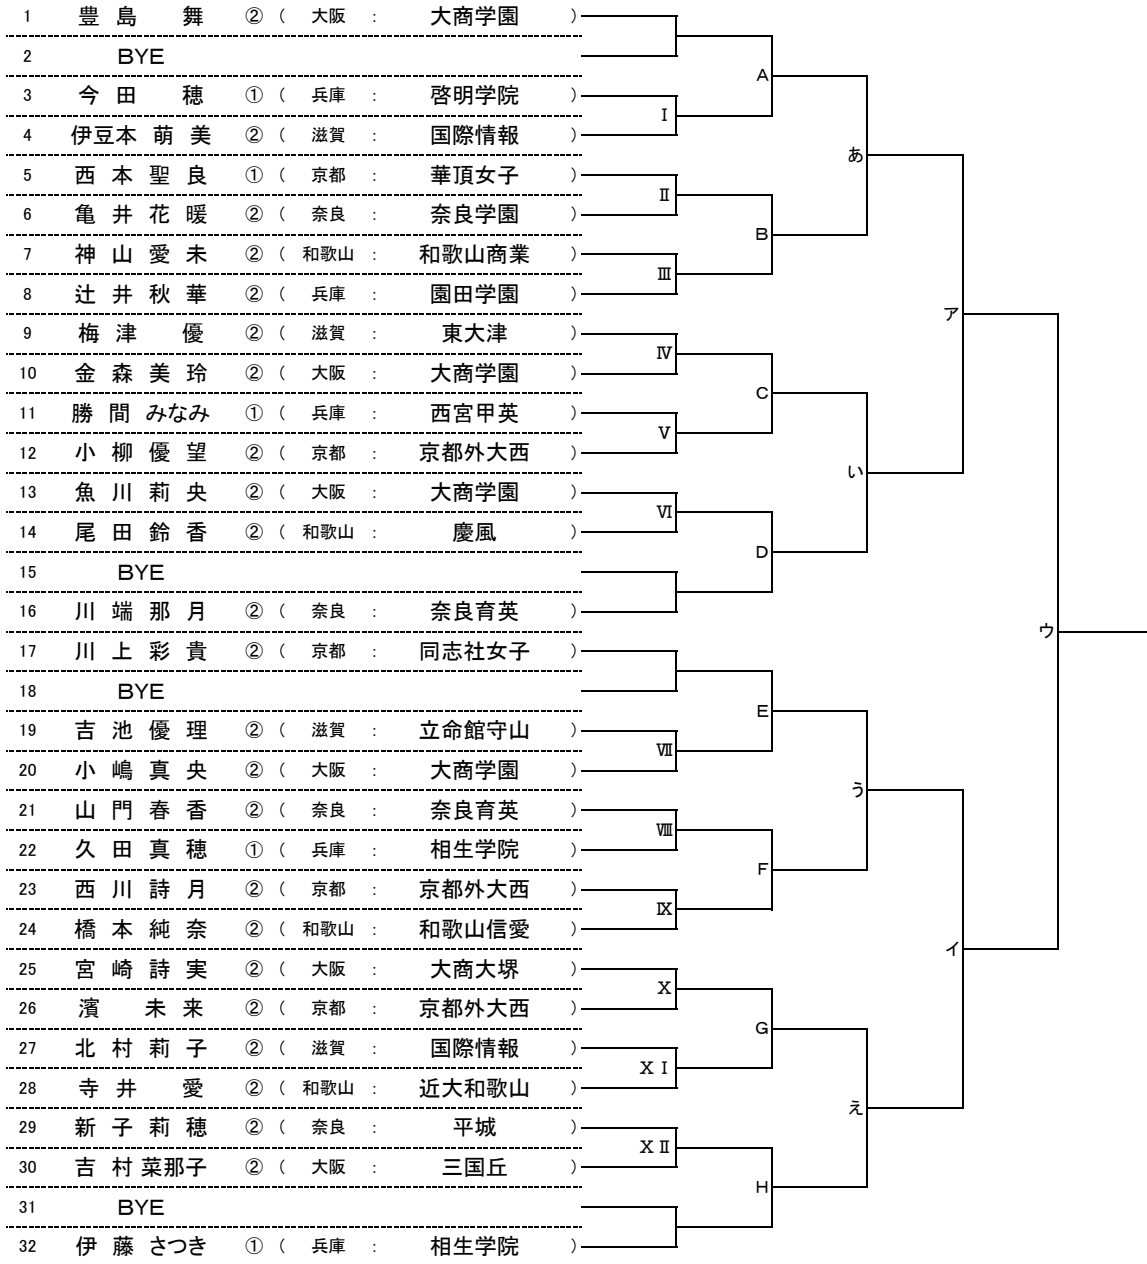 1 豊 島 舞 ② ( 大阪 : 大商学園 )
2 BYE
A
3 今 田 穂 ① ( 兵庫 : 啓明学院 )
Ⅰ
4 伊豆本 萌 美 ② ( 滋賀 : 国際情報 )
あ
5 西 本 聖 良 ① ( 京都 : 華頂女子 )
Ⅱ
6 亀 井 花 暖 ② ( 奈良 : 奈良学園 )
B
7 神 山 愛 未 ② ( 和歌山 : 和歌山商業 )
Ⅲ
8 辻 井 秋 華 ② ( 兵庫 : 園田学園 )
ア
9 梅 津 優 ② ( 滋賀 : 東大津 )
Ⅳ
10 金 森 美 玲 ② ( 大阪 : 大商学園 )
C
11 勝 間 みなみ ① ( 兵庫 : 西宮甲英 )
Ⅴ
12 小 柳 優 望 ② ( 京都 : 京都外大西 )
い
13 魚 川 莉 央 ② ( 大阪 : 大商学園 )
Ⅵ
14 尾 田 鈴 香 ② ( 和歌山 : 慶風 )
D
15 BYE
16 川 端 那 月 ② ( 奈良 : 奈良育英 )
ウ
17 川 上 彩 貴 ② ( 京都 : 同志社女子 )
18 BYE
E
19 吉 池 優 理 ② ( 滋賀 : 立命館守山 )
Ⅶ
20 小 嶋 真 央 ② ( 大阪 : 大商学園 )
う
21 山 門 春 香 ② ( 奈良 : 奈良育英 )
Ⅷ
22 久 田 真 穂 ① ( 兵庫 : 相生学院 )
F
23 西 川 詩 月 ② ( 京都 : 京都外大西 )
Ⅸ
24 橋 本 純 奈 ② ( 和歌山 : 和歌山信愛 )
イ
25 宮 崎 詩 実 ② ( 大阪 : 大商大堺 )
Ⅹ
26 濱 未 来 ② ( 京都 : 京都外大西 )
G
27 北 村 莉 子 ② ( 滋賀 : 国際情報 )
ⅩⅠ
28 寺 井 愛 ② ( 和歌山 : 近大和歌山 )
え
29 新 子 莉 穂 ② ( 奈良 : 平城 )
ⅩⅡ
30 吉 村 菜那子 ② ( 大阪 : 三国丘 )
H
31 BYE
32 伊 藤 さつき ① ( 兵庫 : 相生学院 )